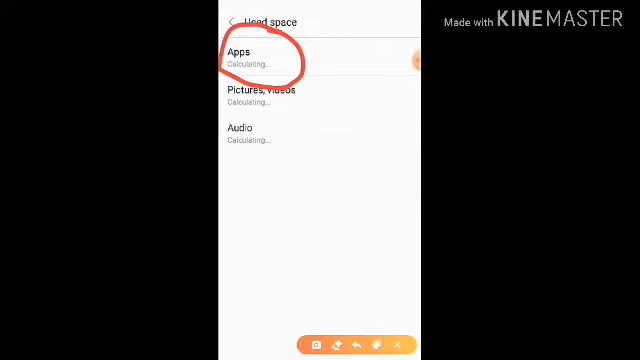 Made with KINEMASTER
Used space
Apps
Calculating...
Pictures, videos
Calculating...
Audio
Calculating...